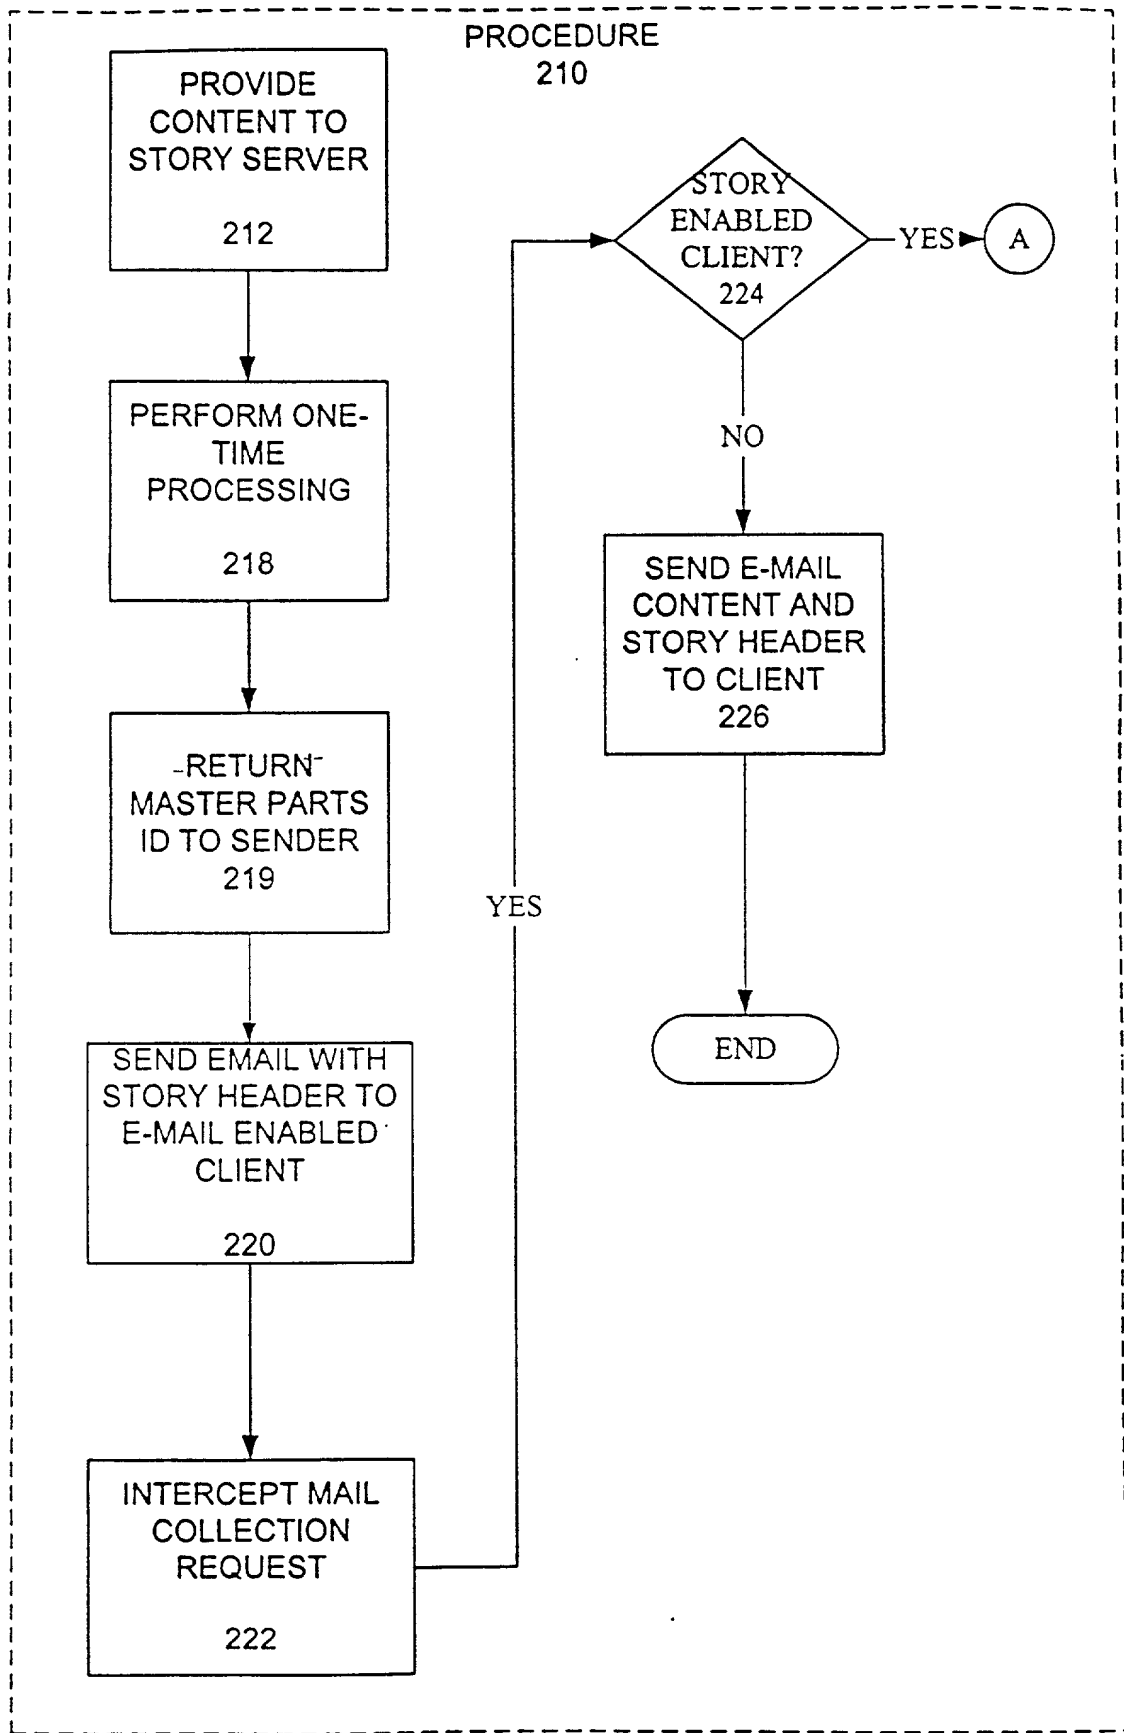 PROCEDURE
210
PROVIDE
CONTENT TO
STORY SERVER
212
PERFORM ONE-
TIME
PROCESSING
218
RETURN
MASTER PARTS
ID TO SENDER
219
SEND EMAIL WITH
STORY HEADER TO
E-MAIL ENABLED
CLIENT
220
INTERCEPT MAIL
COLLECTION
REQUEST
222
YES
STORY
ENABLED
CLIENT?
224
YES
A
NO
SEND E-MAIL
CONTENT AND
STORY HEADER
TO CLIENT
226
END